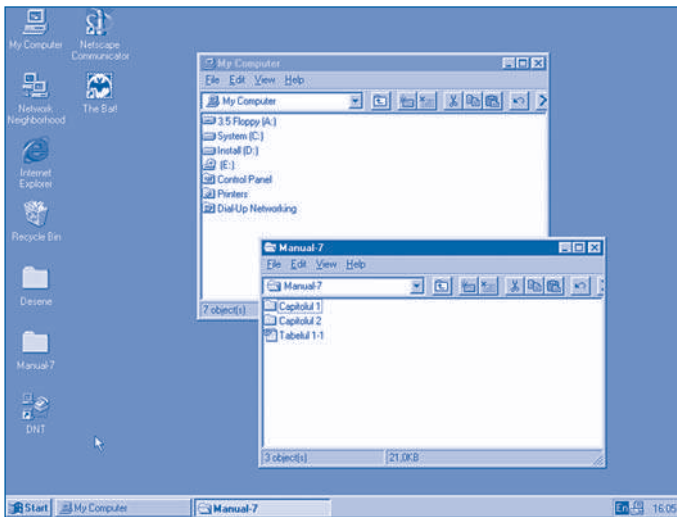 My Computer
Netscape
Communicator
Network
Neighborhood
The Bat!
Internet
Explorer
Recycle Bin
Desene
Manual-7
DNT
My Computer
File Edit View Help
My Computer
3.5 Floppy (A:)
System (C:)
Install (D:)
(E:)
Control Panel
Printers
Dial-Up Networking
7 object(s)
Manual-7
File Edit View Help
Manual-7
Capitolul 1
Capitolul 2
Tabelul 1-1
3 object(s) 21,0KB
Start My Computer Manual-7 En 16:05